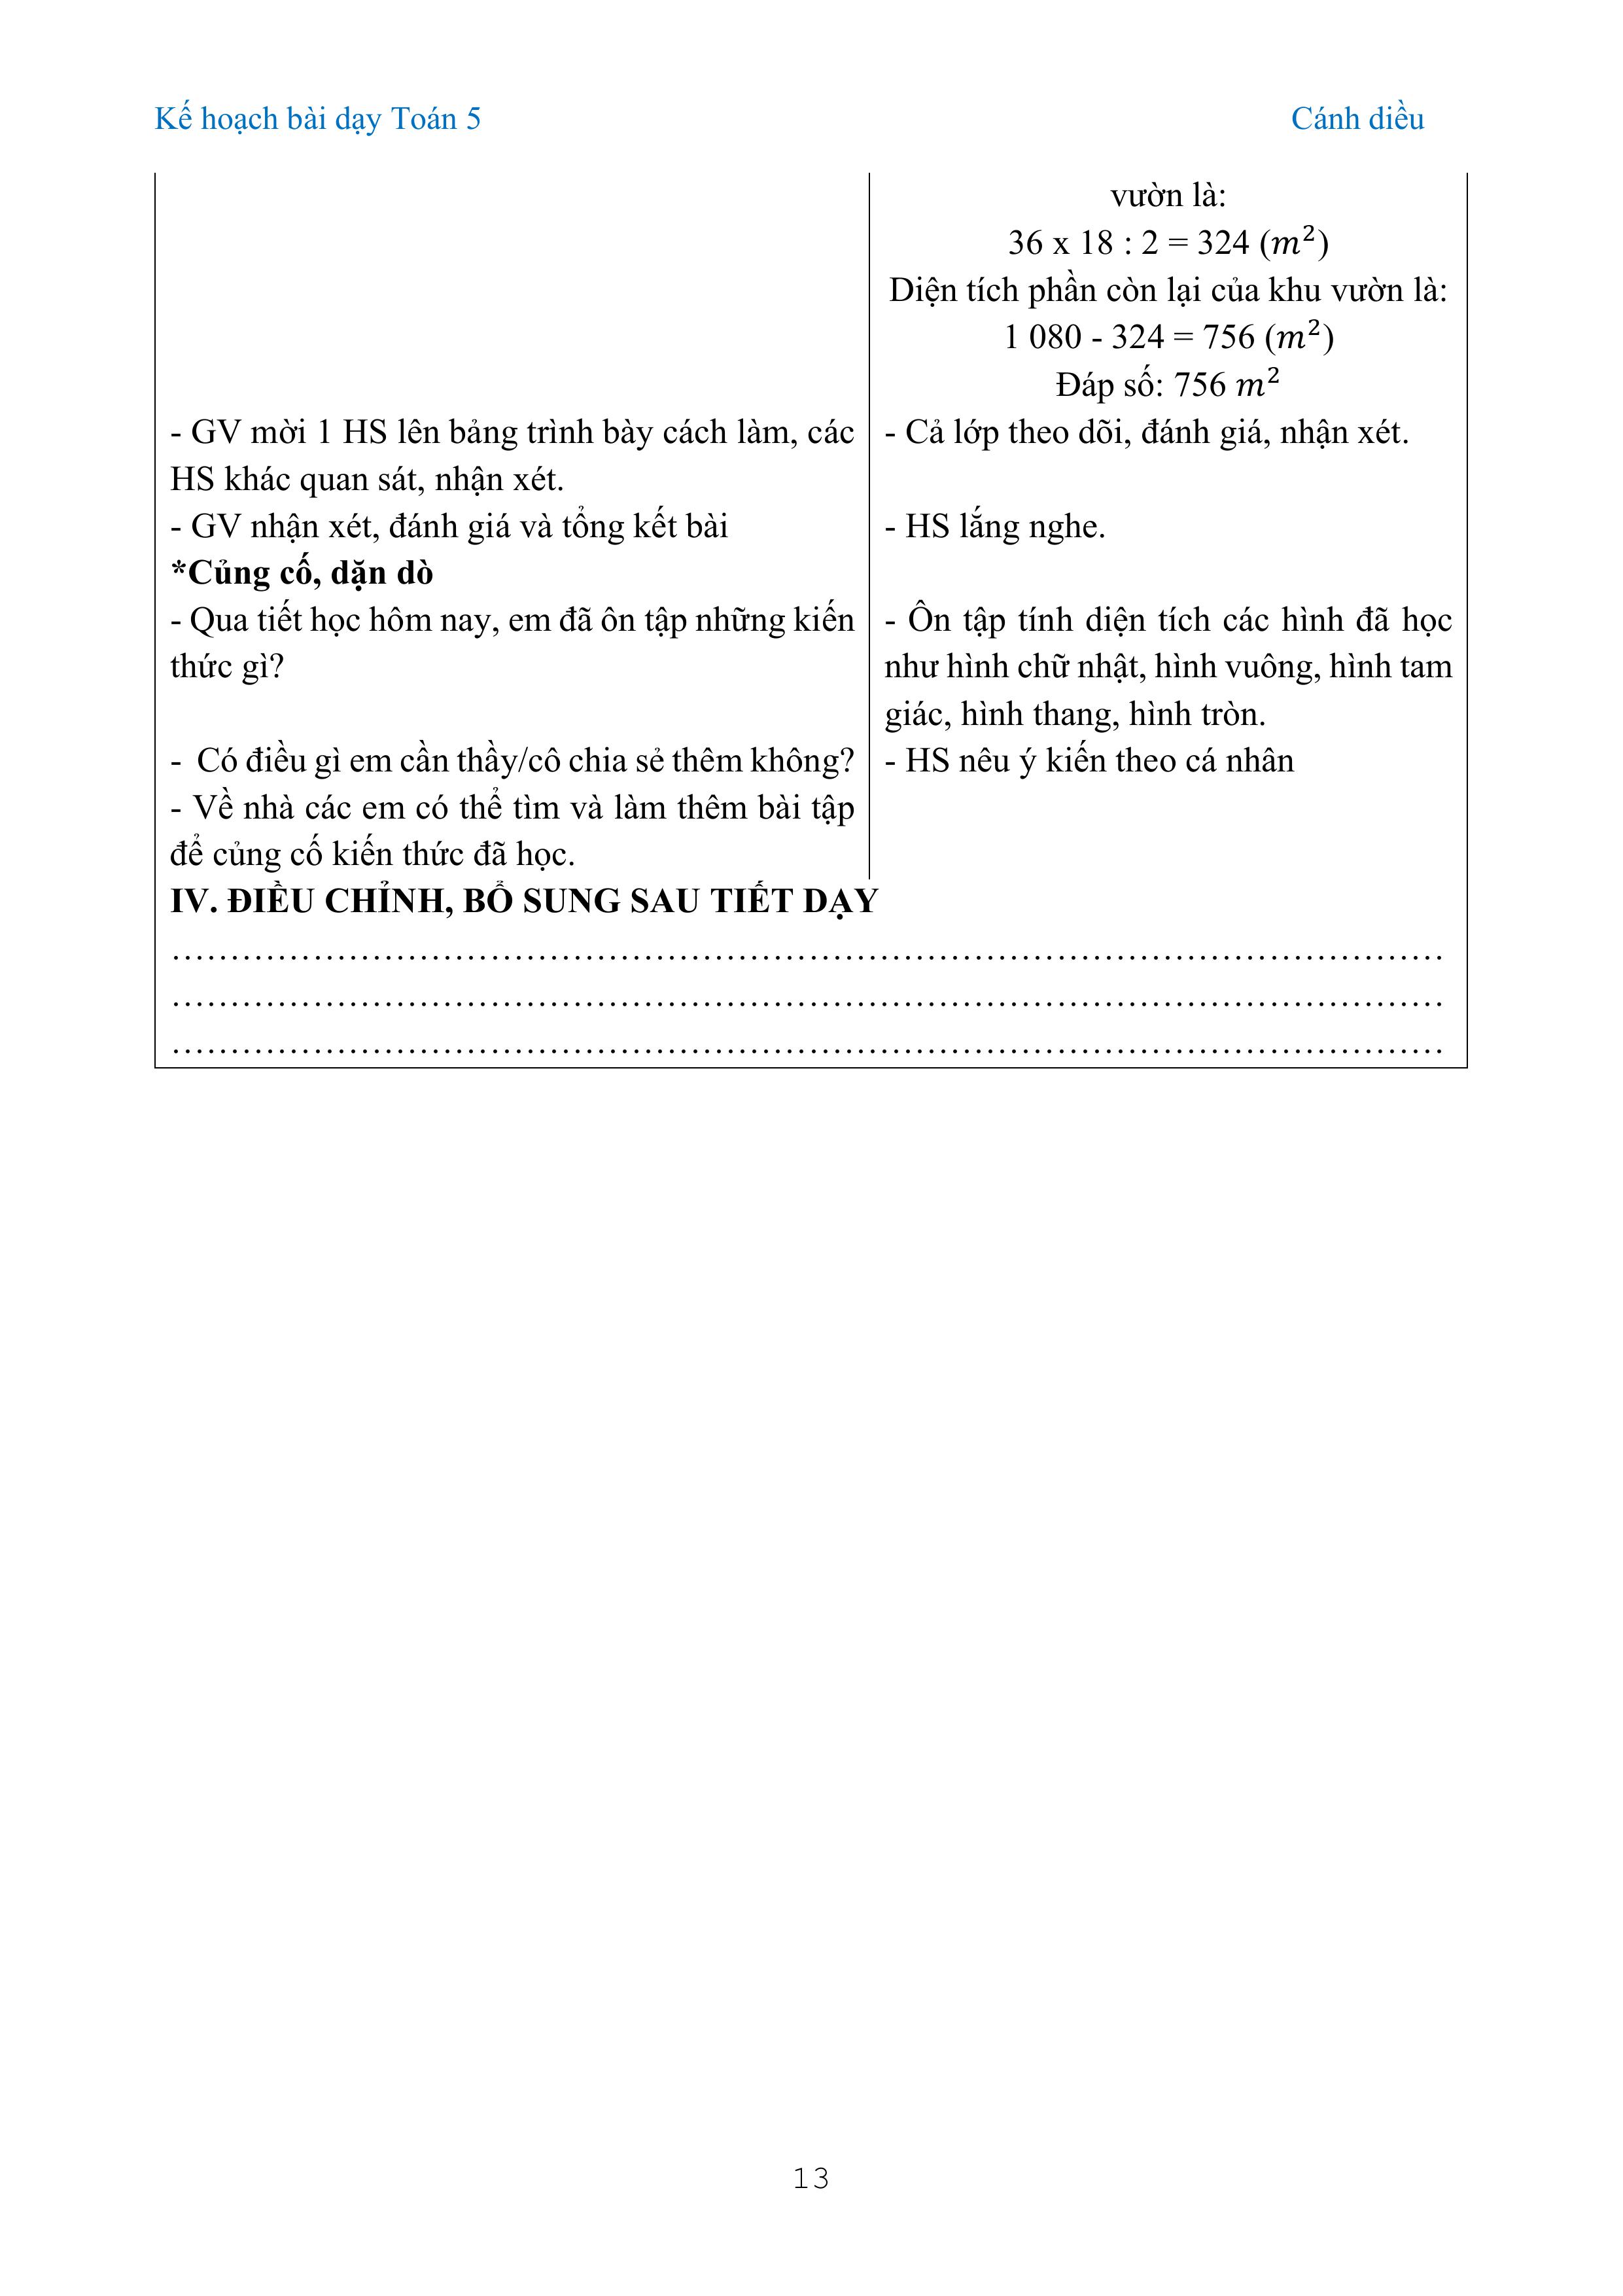 Kế hoạch bài dạy Toán 5 Cánh diều
vườn là:
36 x 18 : 2 = 324 (m²)
Diện tích phần còn lại của khu vườn là:
1 080 - 324 = 756 (m²)
Đáp số: 756 m²
- GV mời 1 HS lên bảng trình bày cách làm, các
HS khác quan sát, nhận xét.
- Cả lớp theo dõi, đánh giá, nhận xét.
- GV nhận xét, đánh giá và tổng kết bài
- HS lắng nghe.
*Củng cố, dặn dò
- Qua tiết học hôm nay, em đã ôn tập những kiến
thức gì?
- Ôn tập tính diện tích các hình đã học
như hình chữ nhật, hình vuông, hình tam
giác, hình thang, hình tròn.
- Có điều gì em cần thầy/cô chia sẻ thêm không?
- HS nêu ý kiến theo cá nhân
- Về nhà các em có thể tìm và làm thêm bài tập
để củng cố kiến thức đã học.
IV. ĐIỀU CHỈNH, BỔ SUNG SAU TIẾT DẠY
……………………………………………………………………………………………
……………………………………………………………………………………………
……………………………………………………………………………………………
13